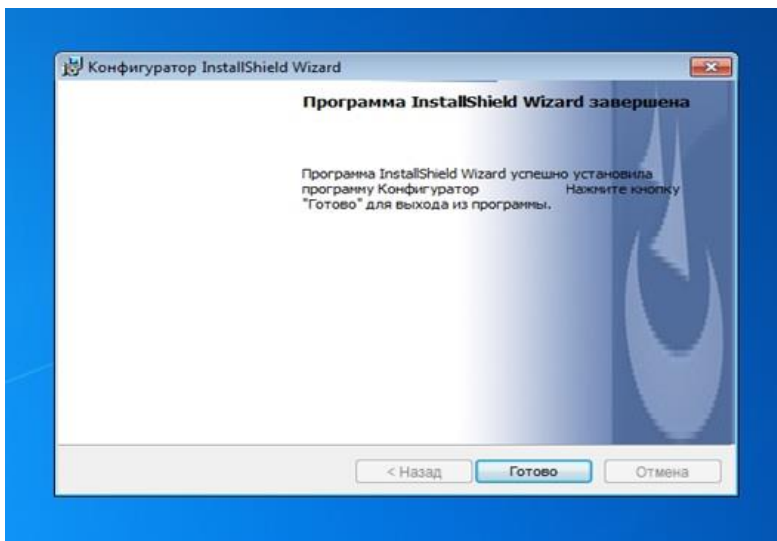 Конфигуратор InstallShield Wizard
Программа InstallShield Wizard завершена
Программа InstallShield Wizard успешно установила
программу Конфигуратор Нажмите кнопку
"Готово" для выхода из программы.
< Назад Готово Отмена